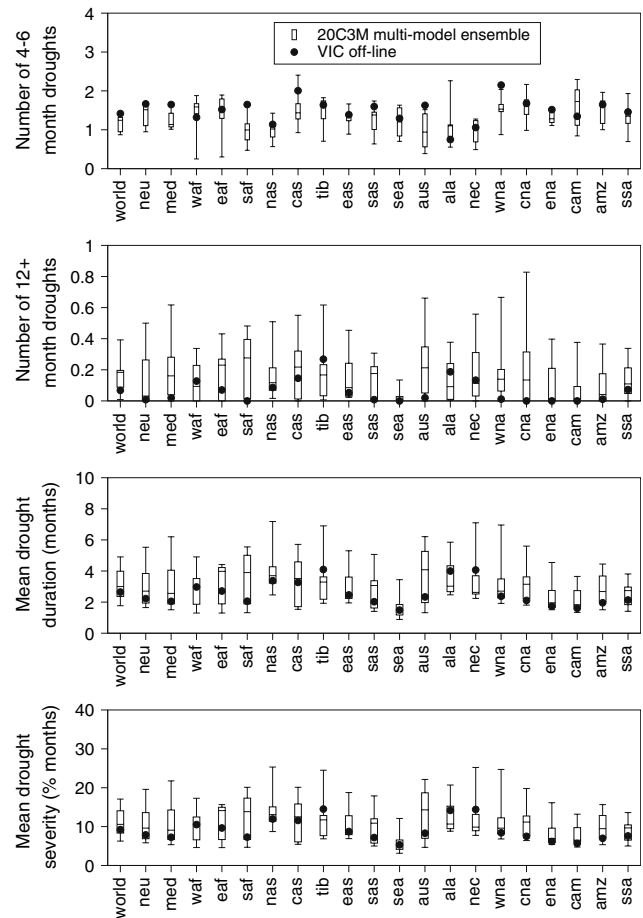 Number of 4-6
month droughts
4
3
2
1
0
20C3M multi-model ensemble
VIC off-line
world neu med waf eaf saf nas cas tib eas sas sea aus ala nec wna cna ena cam amz ssa
Number of 12+
month droughts
1
0.8
0.6
0.4
0.2
0
world neu med waf eaf saf nas cas tib eas sas sea aus ala nec wna cna ena cam amz ssa
Mean drought
duration (months)
10
8
6
4
2
0
world neu med waf eaf saf nas cas tib eas sas sea aus ala nec wna cna ena cam amz ssa
Mean drought
severity (% months)
40
30
20
10
0
world neu med waf eaf saf nas cas tib eas sas sea aus ala nec wna cna ena cam amz ssa